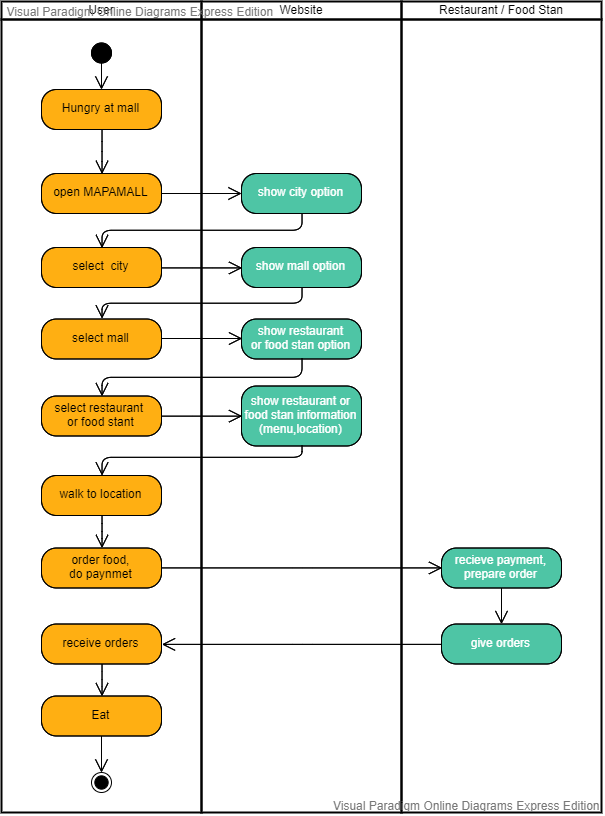 Visual Paradigm Online Diagrams Express Edition
User
Website
Restaurant / Food Stan
Hungry at mall
open MAPAMALL
show city option
select city
show mall option
select mall
show restaurant
or food stan option
select restaurant
or food stant
show restaurant or
food stan information
(menu,location)
walk to location
order food,
do paynmet
recieve payment,
prepare order
receive orders
give orders
Eat
Visual Paradigm Online Diagrams Express Edition